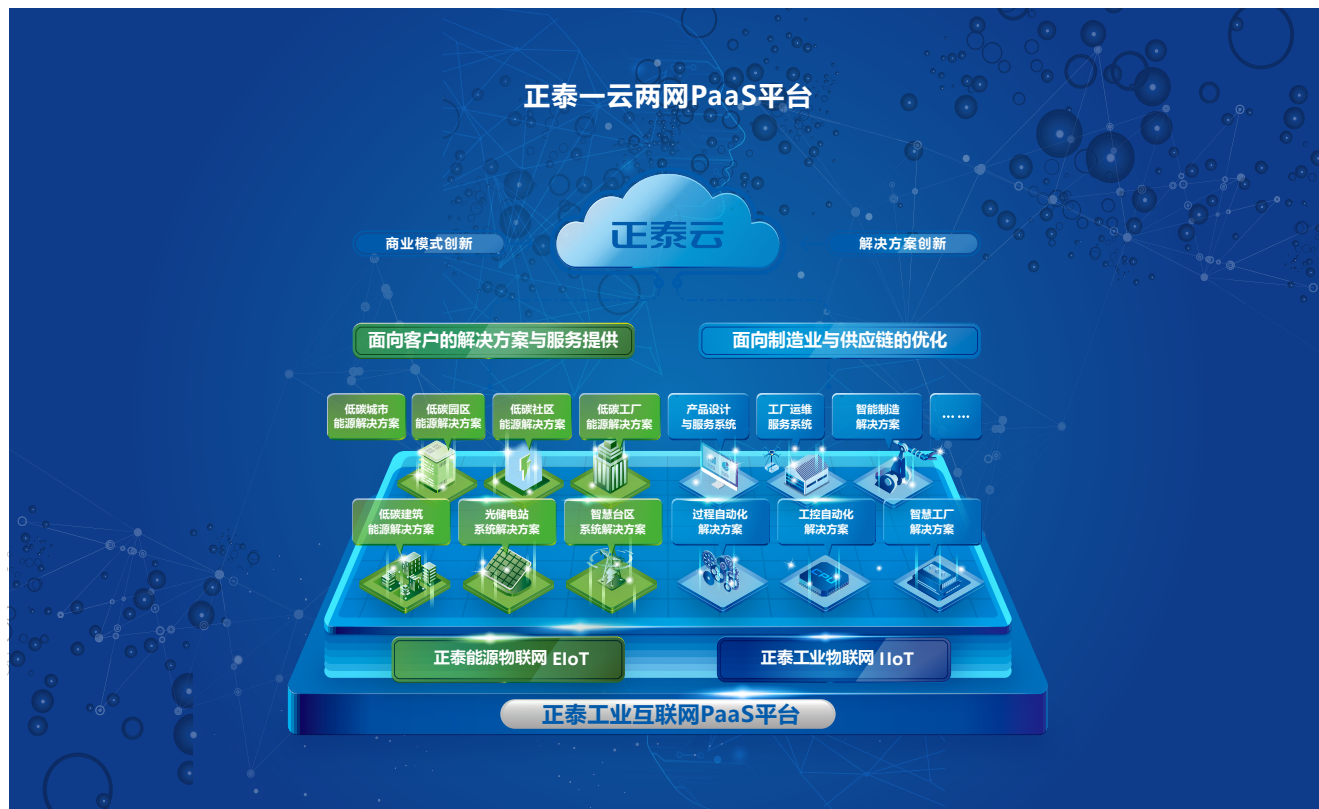 正泰一云两网PaaS平台
正泰云
商业模式创新
解决方案创新
面向客户的解决方案与服务提供
面向制造业与供应链的优化
低碳城市
能源解决方案
低碳园区
能源解决方案
低碳社区
能源解决方案
低碳工厂
能源解决方案
产品设计
与服务系统
工厂运维
服务系统
智能制造
解决方案
……
低碳建筑
能源解决方案
光储电站
系统解决方案
智慧台区
系统解决方案
过程自动化
解决方案
工控自动化
解决方案
智慧工厂
解决方案
CPU
正泰能源物联网 EIoT
正泰工业物联网 IIoT
正泰工业互联网PaaS平台